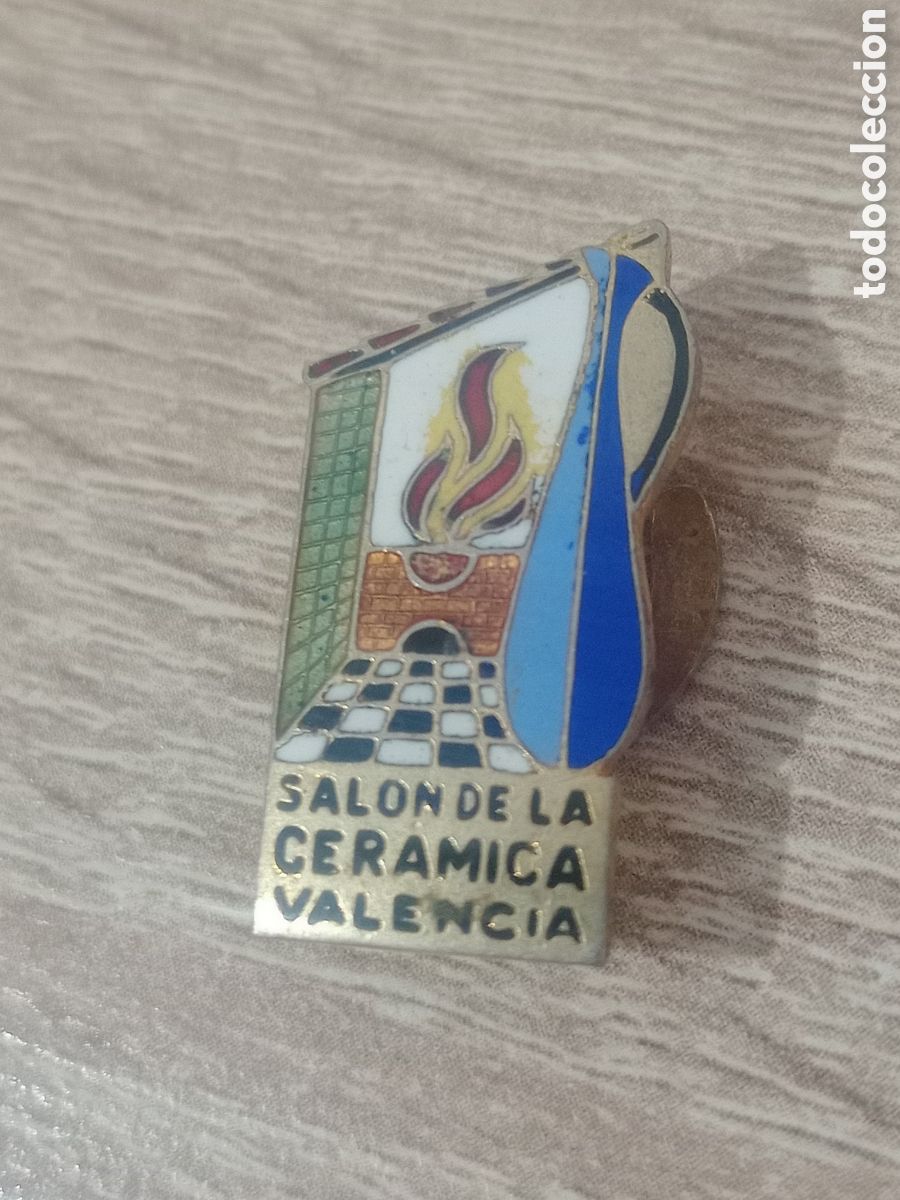 SALON DE LA
CERAMICA
VALENCIA
todocoleccion